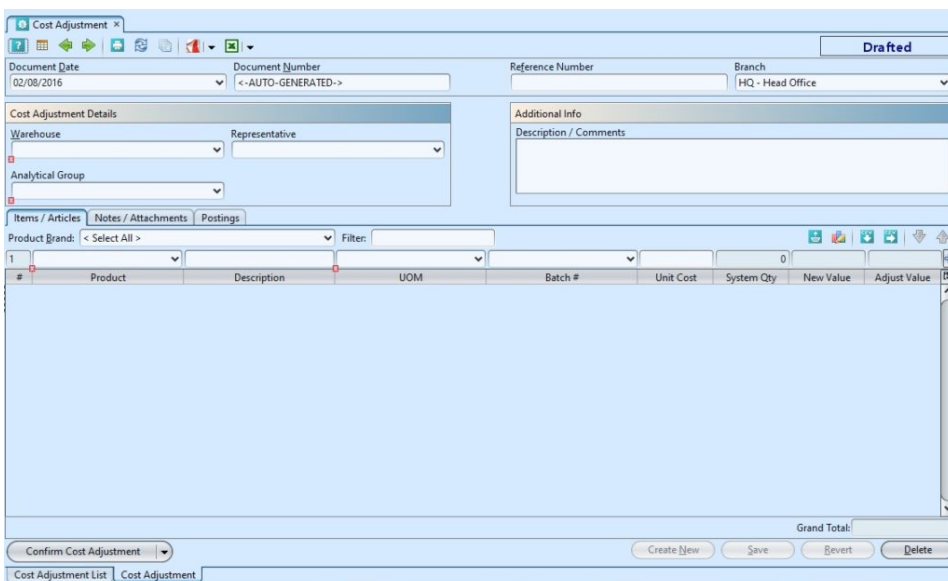 Cost Adjustment ×
Drafted
Document Date Document Number Reference Number Branch
02/08/2016 <-AUTO-GENERATED-> HQ - Head Office
Cost Adjustment Details Additional Info
Warehouse Representative Description / Comments
Analytical Group
Items / Articles Notes / Attachments Postings
Product Brand: < Select All > Filter:
1 0
# Product Description UOM Batch # Unit Cost System Qty New Value Adjust Value
Grand Total:
Confirm Cost Adjustment Create New Save Revert Delete
Cost Adjustment List Cost Adjustment